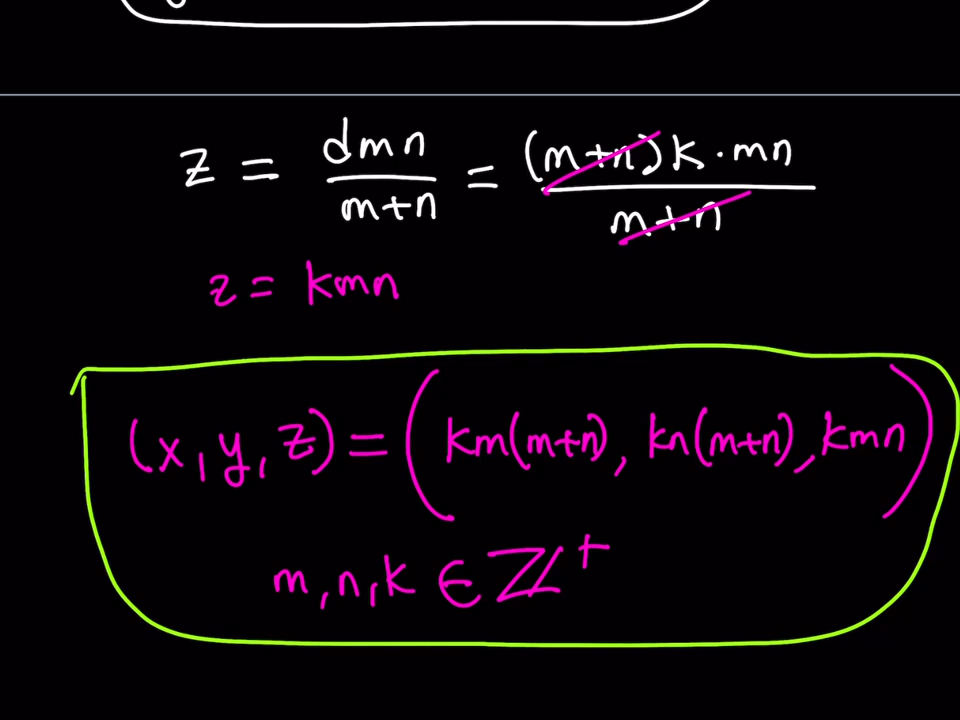 z = dmn/m+n = (m+n)k·mn/m+n
z = kmn
(x, y, z) = (km(m+n), kn(m+n), kmn)
m, n, k ∈ ℤ⁺